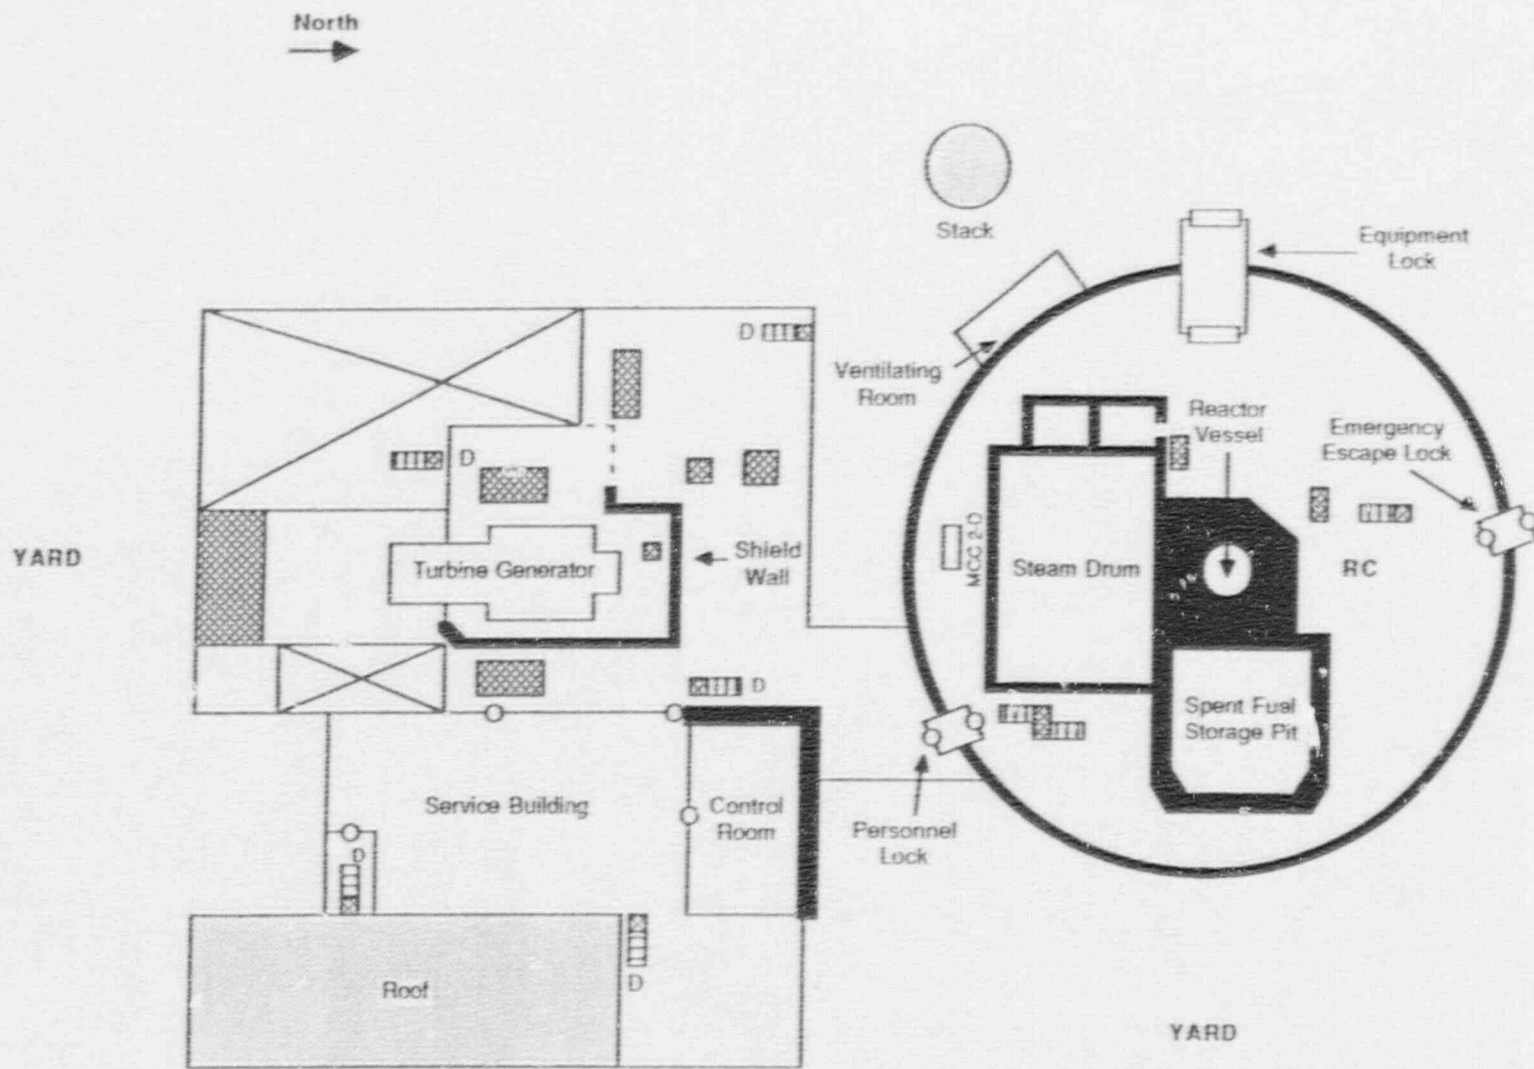 North
Stack
Equipment
Lock
D
Ventilating
Room
Reactor
Vessel
Emergency
Escape Lock
D
YARD
Turbine Generator
Shield
Wall
MCC 2-D
Steam Drum
RC
D
Spent Fuel
Storage Pit
Service Building
Control
Room
Personnel
Lock
D
Roof
D
YARD